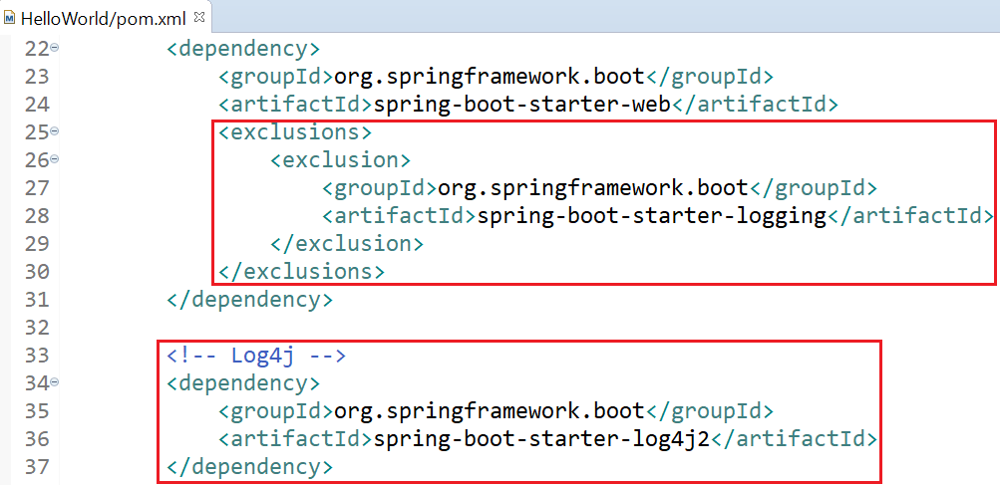 HelloWorld/pom.xml
22 <dependency>
23 <groupId>org.springframework.boot</groupId>
24 <artifactId>spring-boot-starter-web</artifactId>
25 <exclusions>
26 <exclusion>
27 <groupId>org.springframework.boot</groupId>
28 <artifactId>spring-boot-starter-logging</artifactId>
29 </exclusion>
30 </exclusions>
31 </dependency>
32
33 <!-- Log4j -->
34 <dependency>
35 <groupId>org.springframework.boot</groupId>
36 <artifactId>spring-boot-starter-log4j2</artifactId>
37 </dependency>